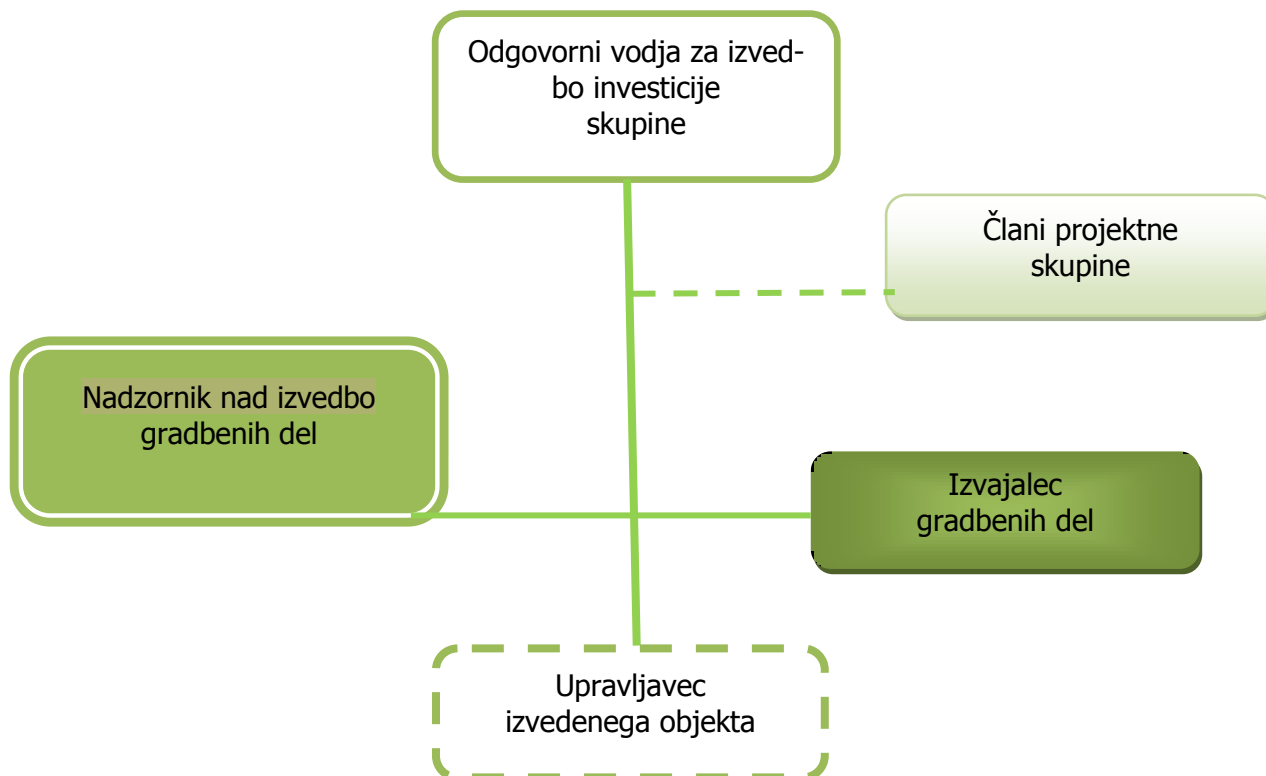 Odgovorni vodja za izved-
bo investicije
skupine
Člani projektne
skupine
Nadzornik nad izvedbo
gradbenih del
Izvajalec
gradbenih del
Upravljavec
izvedenega objekta